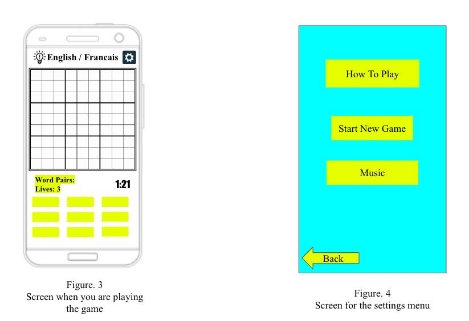 English / Francais
Word Pairs:
Lives: 3
1:21
Figure. 3
Screen when you are playing
the game
How To Play
Start New Game
Music
Back
Figure. 4
Screen for the settings menu